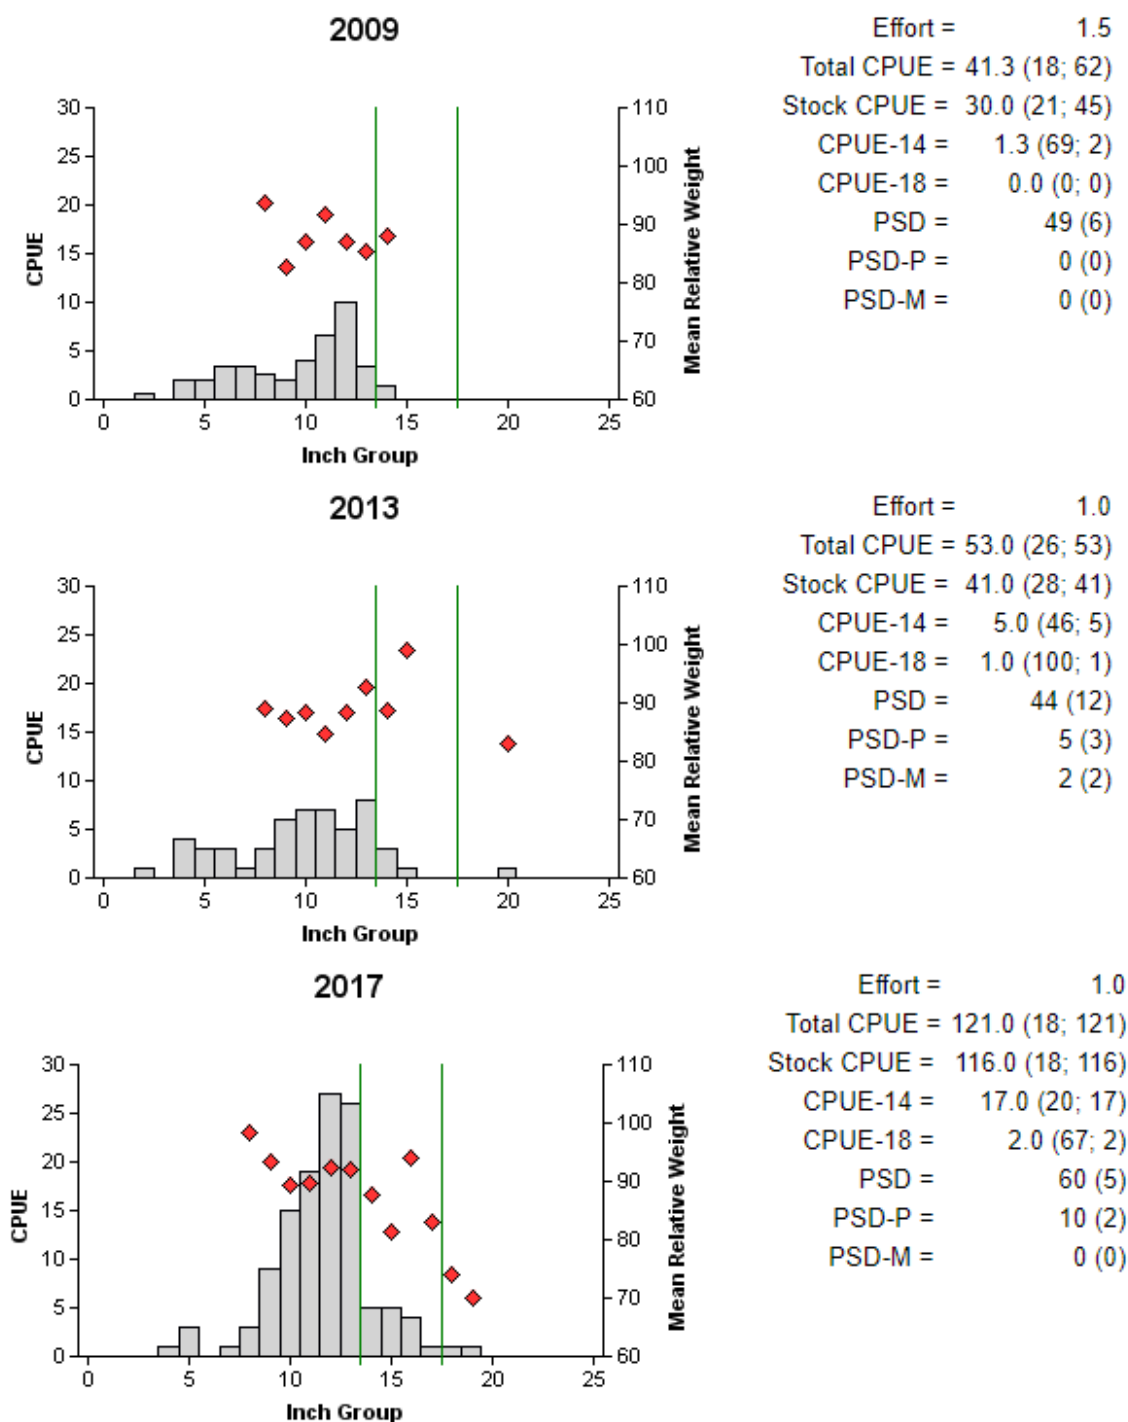 2009
Effort = 1.5
Total CPUE = 41.3 (18; 62)
Stock CPUE = 30.0 (21; 45)
CPUE-14 = 1.3 (69; 2)
CPUE-18 = 0.0 (0; 0)
PSD = 49 (6)
PSD-P = 0 (0)
PSD-M = 0 (0)
30
25
20
15
10
5
0
CPUE
110
100
90
80
70
60
Mean Relative Weight
0 5 10 15 20 25
Inch Group
2013
Effort = 1.0
Total CPUE = 53.0 (26; 53)
Stock CPUE = 41.0 (28; 41)
CPUE-14 = 5.0 (46; 5)
CPUE-18 = 1.0 (100; 1)
PSD = 44 (12)
PSD-P = 5 (3)
PSD-M = 2 (2)
30
25
20
15
10
5
0
CPUE
110
100
90
80
70
60
Mean Relative Weight
0 5 10 15 20 25
Inch Group
2017
Effort = 1.0
Total CPUE = 121.0 (18; 121)
Stock CPUE = 116.0 (18; 116)
CPUE-14 = 17.0 (20; 17)
CPUE-18 = 2.0 (67; 2)
PSD = 60 (5)
PSD-P = 10 (2)
PSD-M = 0 (0)
30
25
20
15
10
5
0
CPUE
110
100
90
80
70
60
Mean Relative Weight
0 5 10 15 20 25
Inch Group